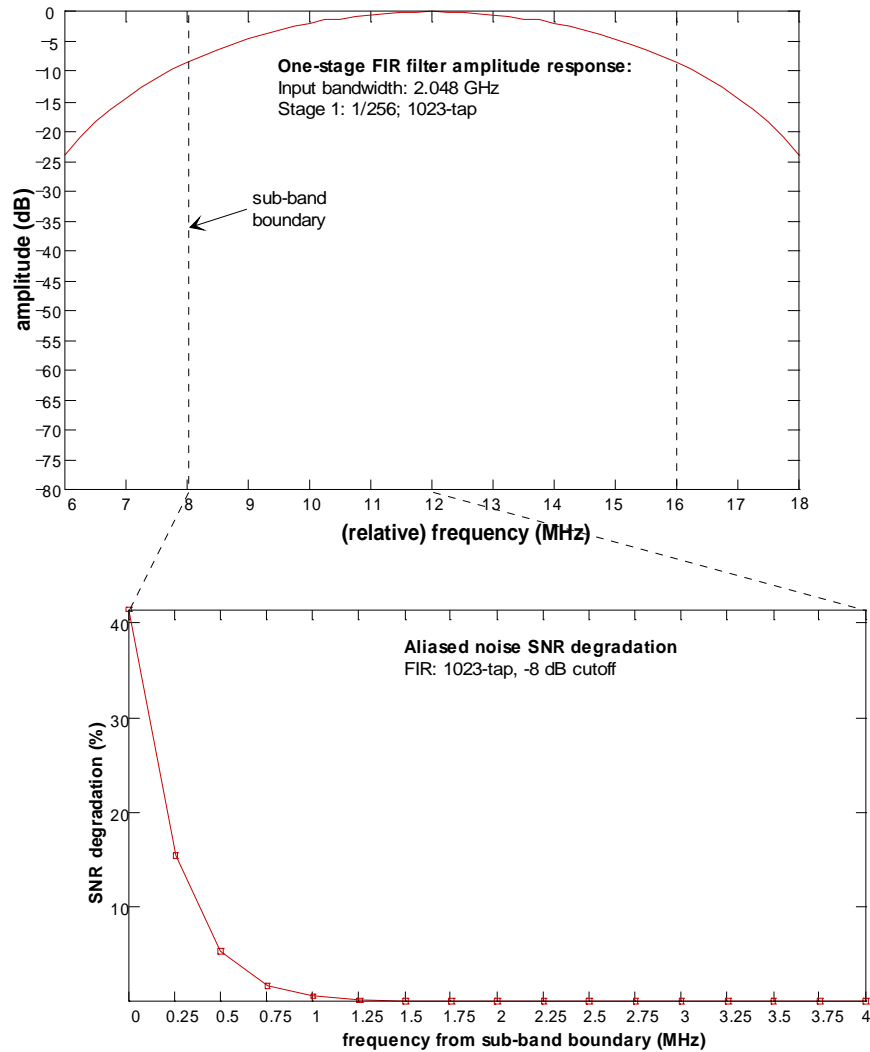 0
−5
−10
−15
−20
−25
−30
−35
−40
−45
−50
−55
−60
−65
−70
−75
−80
amplitude (dB)
One-stage FIR filter amplitude response:
Input bandwidth: 2.048 GHz
Stage 1: 1/256; 1023-tap
sub-band
boundary
6 7 8 9 10 11 12 13 14 15 16 17 18
(relative) frequency (MHz)
40
30
20
10
SNR degradation (%)
Aliased noise SNR degradation
FIR: 1023-tap, -8 dB cutoff
0 0.25 0.5 0.75 1 1.25 1.5 1.75 2 2.25 2.5 2.75 3 3.25 3.5 3.75 4
frequency from sub-band boundary (MHz)